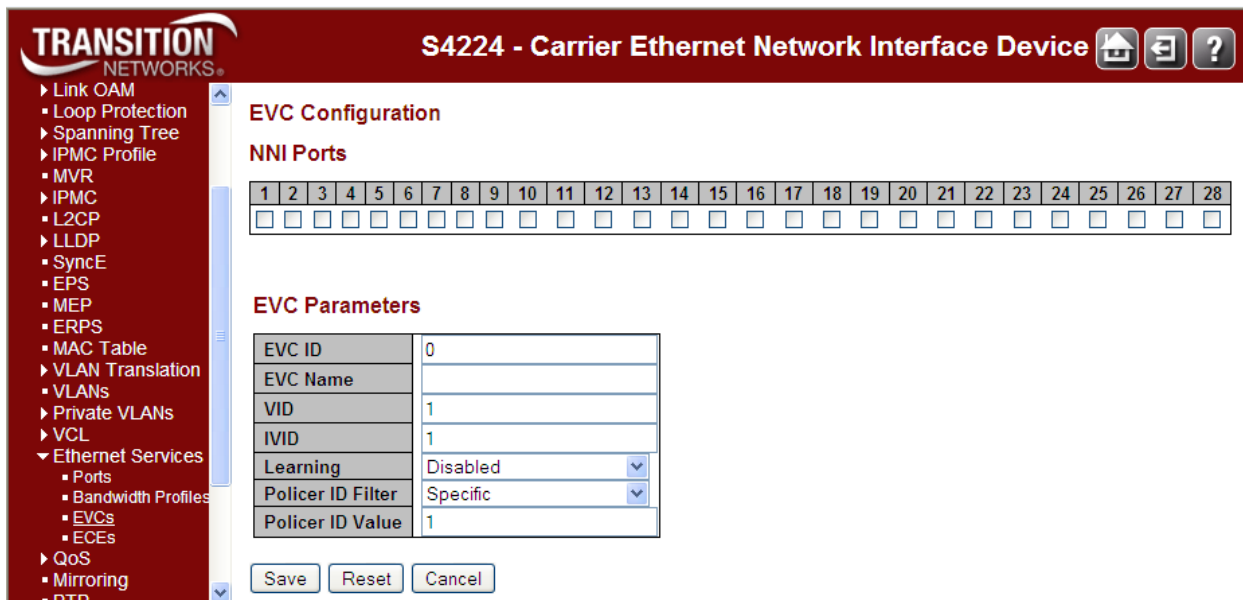 TRANSITION
NETWORKS®
S4224 - Carrier Ethernet Network Interface Device
?
Link OAM
Loop Protection
Spanning Tree
IPMC Profile
MVR
IPMC
L2CP
LLDP
SyncE
EPS
MEP
ERPS
MAC Table
VLAN Translation
VLANs
Private VLANs
VCL
Ethernet Services
Ports
Bandwidth Profiles
EVCs
ECEs
QoS
Mirroring
PTP
EVC Configuration
NNI Ports
1 2 3 4 5 6 7 8 9 10 11 12 13 14 15 16 17 18 19 20 21 22 23 24 25 26 27 28
EVC Parameters
EVC ID 0
EVC Name
VID 1
IVID 1
Learning Disabled
Policer ID Filter Specific
Policer ID Value 1
Save Reset Cancel